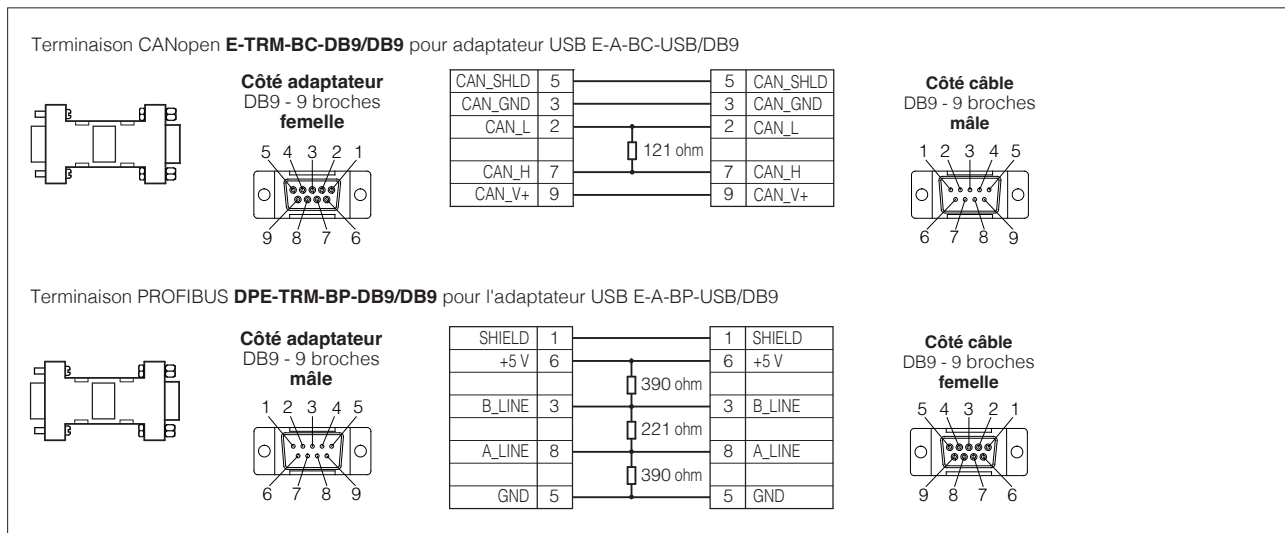 Terminaison CANopen E-TRM-BC-DB9/DB9 pour adaptateur USB E-A-BC-USB/DB9
Côté adaptateur
DB9 - 9 broches
femelle
5 4 3 2 1
9 8 7 6
CAN_SHLD 5 5 CAN_SHLD
CAN_GND 3 3 CAN_GND
CAN_L 2 2 CAN_L
121 ohm
CAN_H 7 7 CAN_H
CAN_V+ 9 9 CAN_V+
Côté câble
DB9 - 9 broches
mâle
1 2 3 4 5
6 7 8 9
Terminaison PROFIBUS DPE-TRM-BP-DB9/DB9 pour l'adaptateur USB E-A-BP-USB/DB9
Côté adaptateur
DB9 - 9 broches
mâle
1 2 3 4 5
6 7 8 9
SHIELD 1 1 SHIELD
+5 V 6 6 +5 V
390 ohm
B_LINE 3 3 B_LINE
221 ohm
A_LINE 8 8 A_LINE
390 ohm
GND 5 5 GND
Côté câble
DB9 - 9 broches
femelle
5 4 3 2 1
9 8 7 6